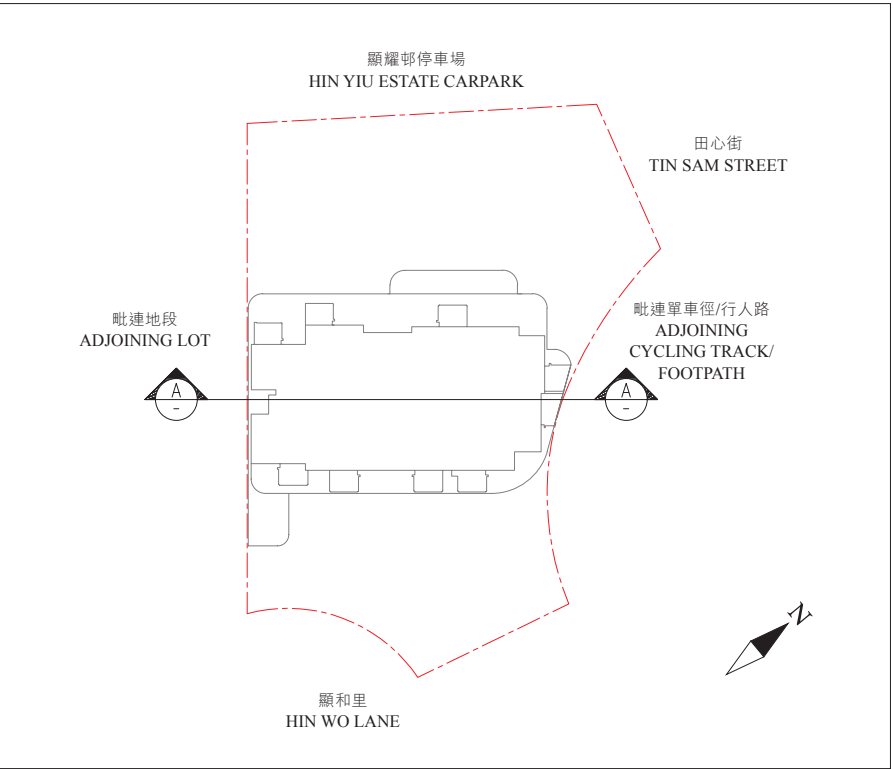 顯耀邨停車場
HIN YIU ESTATE CARPARK
田心街
TIN SAM STREET
毗連地段
ADJOINING LOT
毗連單車徑/行人路
ADJOINING
CYCLING TRACK/
FOOTPATH
A
-
A
-
N
顯和里
HIN WO LANE